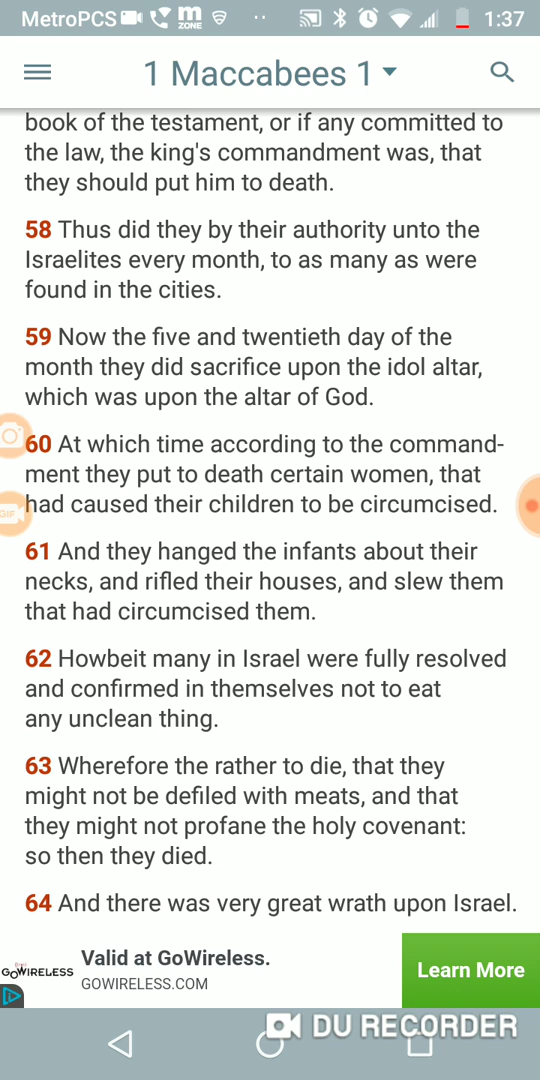 MetroPCS 1:37
m
ZONE
1 Maccabees 1
book of the testament, or if any committed to
the law, the king's commandment was, that
they should put him to death.
58 Thus did they by their authority unto the
Israelites every month, to as many as were
found in the cities.
59 Now the five and twentieth day of the
month they did sacrifice upon the idol altar,
which was upon the altar of God.
60 At which time according to the command-
ment they put to death certain women, that
had caused their children to be circumcised.
GIF
61 And they hanged the infants about their
necks, and rifled their houses, and slew them
that had circumcised them.
62 Howbeit many in Israel were fully resolved
and confirmed in themselves not to eat
any unclean thing.
63 Wherefore the rather to die, that they
might not be defiled with meats, and that
they might not profane the holy covenant:
so then they died.
64 And there was very great wrath upon Israel.
GOWIRELESS
Valid at GoWireless.
GOWIRELESS.COM
Learn More
DU RECORDER